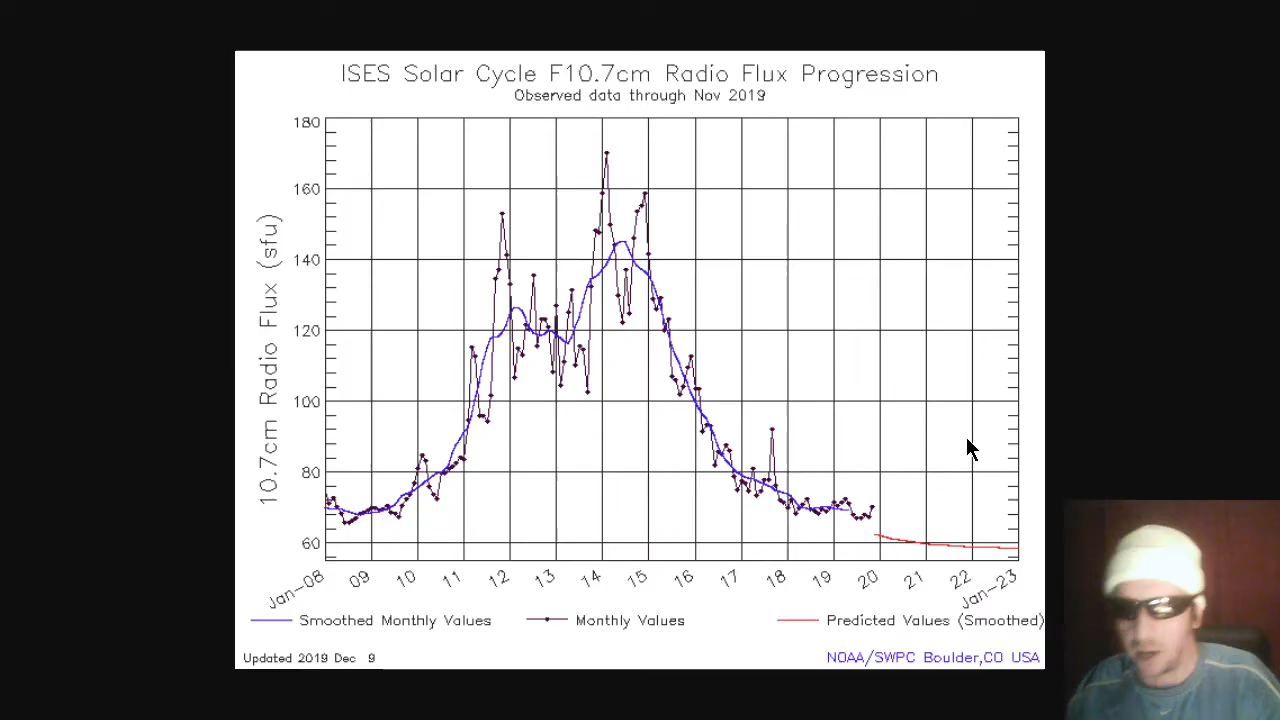 ISES Solar Cycle F10.7cm Radio Flux Progression
Observed data through Nov 2019
10.7cm Radio Flux (sfu)
180
160
140
120
100
80
60
Jan-08 09 10 11 12 13 14 15 16 17 18 19 20 21 22 Jan-23
Smoothed Monthly Values Monthly Values Predicted Values (Smoothed)
Updated 2019 Dec 9 NOAA/SWPC Boulder,CO USA